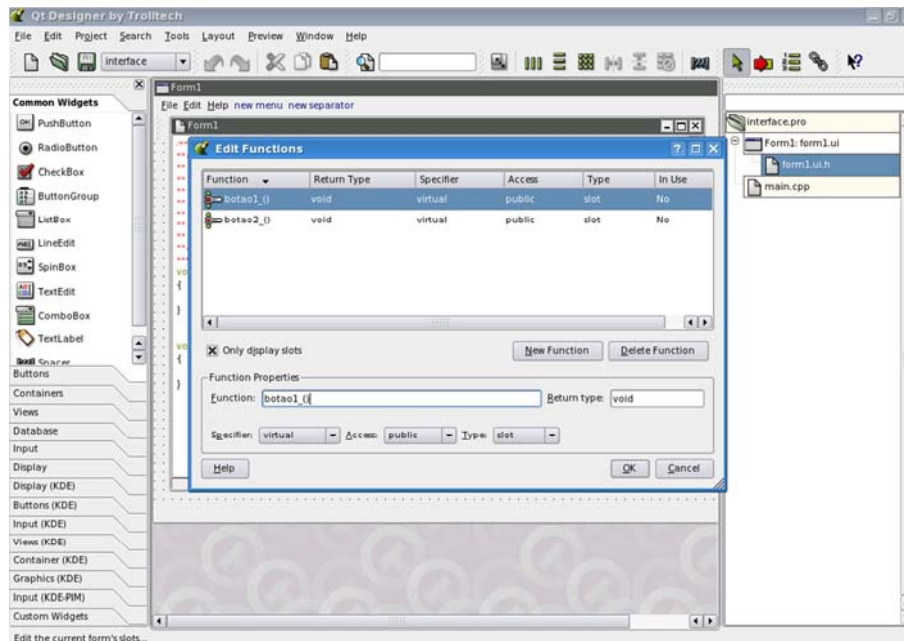 Qt Designer by Trolltech
File Edit Project Search Tools Layout Preview Window Help
interface
Common Widgets
PushButton
RadioButton
CheckBox
ButtonGroup
ListBox
LineEdit
SpinBox
TextEdit
ComboBox
TextLabel
Spacer
Buttons
Containers
Views
Database
Input
Display
Display (KDE)
Buttons (KDE)
Input (KDE)
Views (KDE)
Container (KDE)
Graphics (KDE)
Input (KDE-PIM)
Custom Widgets
Form1
File Edit Help new menu new separator
Form1
vo
{
}
vo
{
}
Edit Functions
Function Return Type Specifier Access Type In Use
botao1_() void virtual public slot No
botao2_() void virtual public slot No
Only display slots
New Function Delete Function
Function Properties
Function: botao1_() Return type: void
Specifier: virtual Access: public Type: slot
Help OK Cancel
interface.pro
Form1: form1.ui
form1.ui.h
main.cpp
Edit the current form's slots...